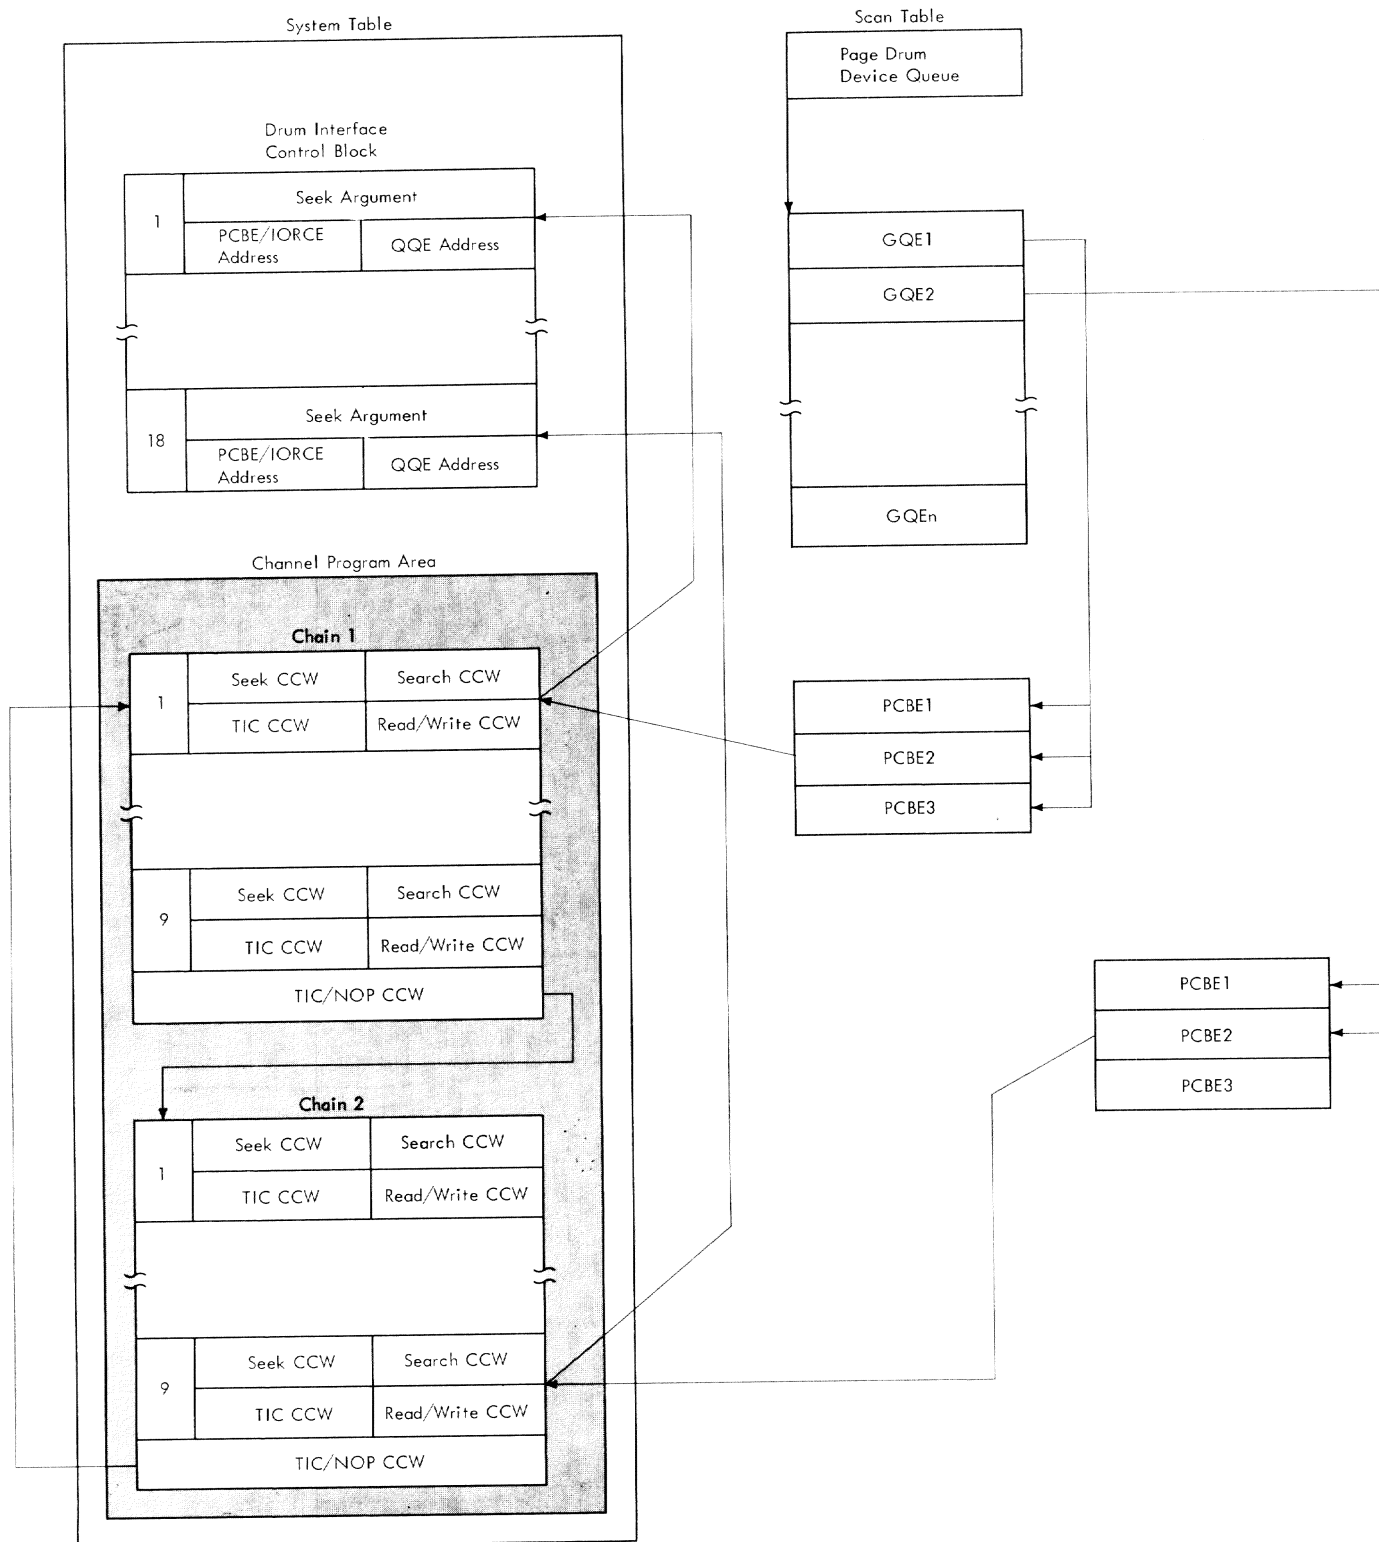 System Table
Drum Interface
Control Block
1
Seek Argument
PCBE/IORCE
Address
QQE Address
18
Seek Argument
PCBE/IORCE
Address
QQE Address
Channel Program Area
Chain 1
1
Seek CCW
Search CCW
TIC CCW
Read/Write CCW
9
Seek CCW
Search CCW
TIC CCW
Read/Write CCW
TIC/NOP CCW
Chain 2
1
Seek CCW
Search CCW
TIC CCW
Read/Write CCW
9
Seek CCW
Search CCW
TIC CCW
Read/Write CCW
TIC/NOP CCW
Scan Table
Page Drum
Device Queue
GQE1
GQE2
GQEn
PCBE1
PCBE2
PCBE3
PCBE1
PCBE2
PCBE3